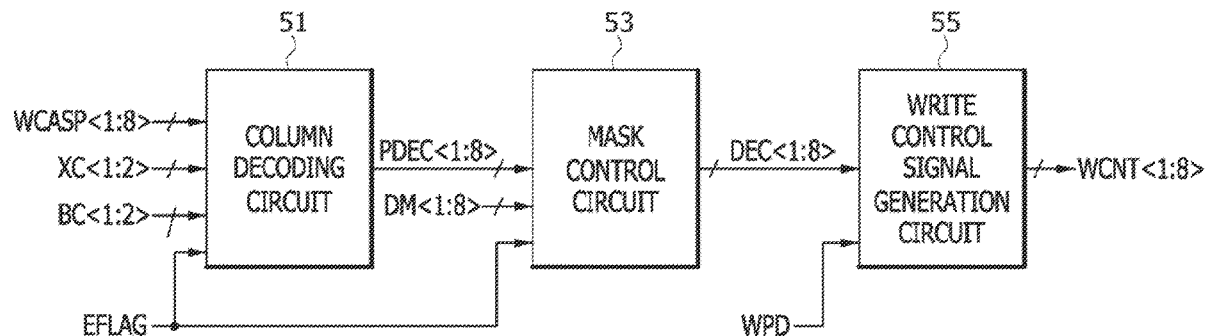 51
53
55
WCASP<1:8>
XC<1:2>
BC<1:2>
EFLAG
COLUMN
DECODING
CIRCUIT
PDEC<1:8>
DM<1:8>
MASK
CONTROL
CIRCUIT
DEC<1:8>
WPD
WRITE
CONTROL
SIGNAL
GENERATION
CIRCUIT
WCNT<1:8>